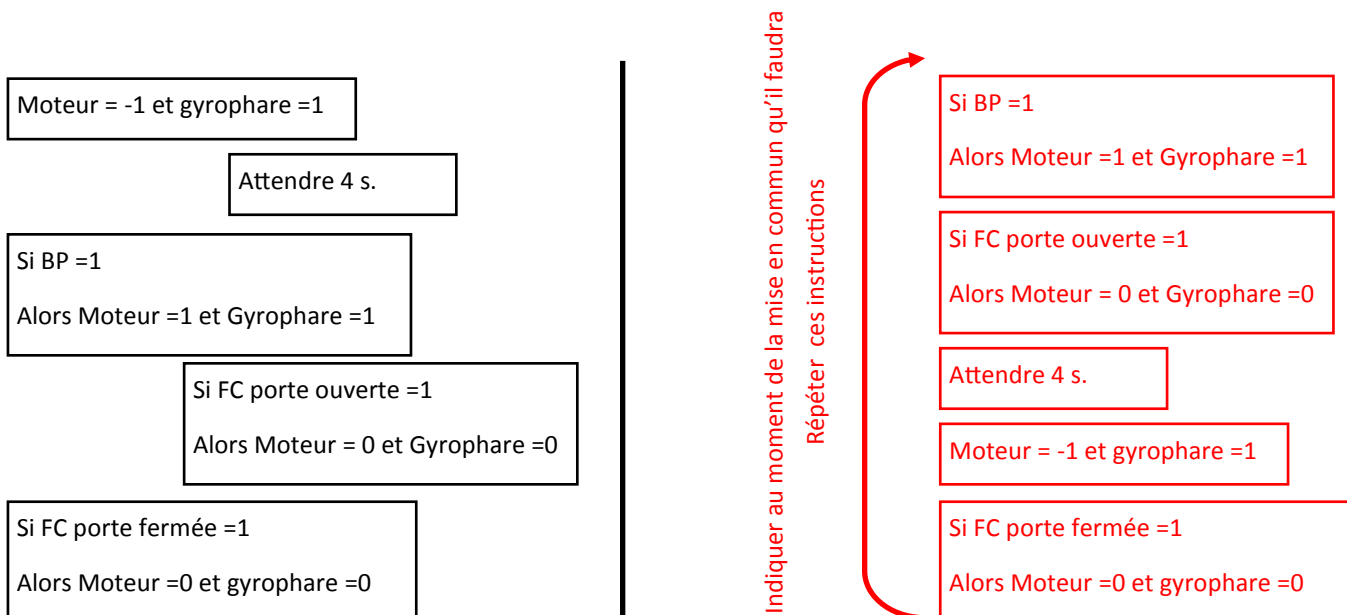 Moteur = -1 et gyrophare =1
Attendre 4 s.
Si BP =1
Alors Moteur =1 et Gyrophare =1
Si FC porte ouverte =1
Alors Moteur = 0 et Gyrophare =0
Si FC porte fermée =1
Alors Moteur =0 et gyrophare =0
Indiquer au moment de la mise en commun qu’il faudra
Répéter ces instructions
Si BP =1
Alors Moteur =1 et Gyrophare =1
Si FC porte ouverte =1
Alors Moteur = 0 et Gyrophare =0
Attendre 4 s.
Moteur = -1 et gyrophare =1
Si FC porte fermée =1
Alors Moteur =0 et gyrophare =0